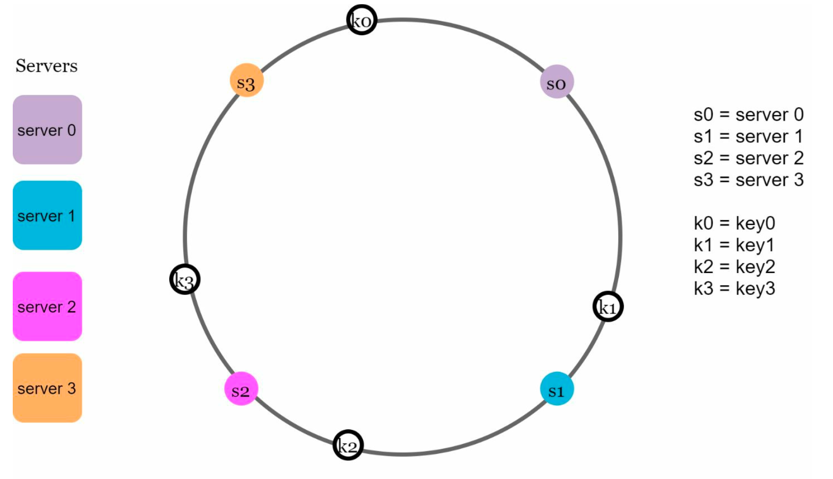 Servers
server 0
server 1
server 2
server 3
k0
s3
s0
k3
k1
s2
s1
k2
s0 = server 0
s1 = server 1
s2 = server 2
s3 = server 3
k0 = key0
k1 = key1
k2 = key2
k3 = key3